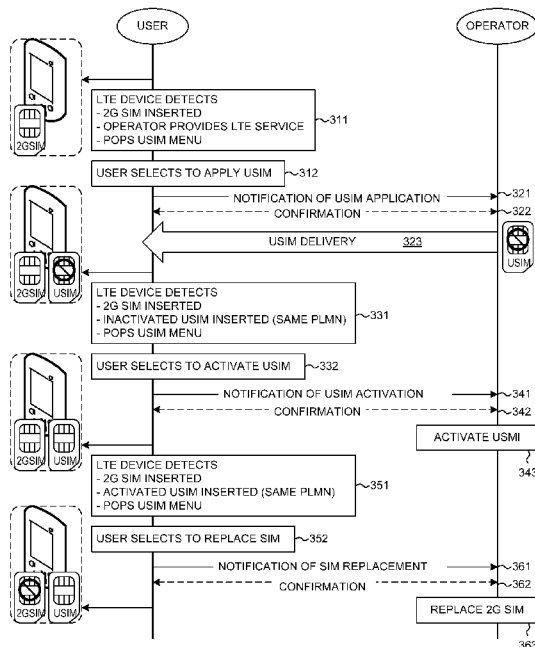 USER
OPERATOR
2GSIM
LTE DEVICE DETECTS
- 2G SIM INSERTED
- OPERATOR PROVIDES LTE SERVICE
- POPS USIM MENU
311
USER SELECTS TO APPLY USIM
312
NOTIFICATION OF USIM APPLICATION
321
CONFIRMATION
322
USIM DELIVERY 323
USIM
2GSIM
USIM
LTE DEVICE DETECTS
- 2G SIM INSERTED
- INACTIVATED USIM INSERTED (SAME PLMN)
- POPS USIM MENU
331
USER SELECTS TO ACTIVATE USIM
332
NOTIFICATION OF USIM ACTIVATION
341
CONFIRMATION
342
ACTIVATE USMI
343
2GSIM
USIM
LTE DEVICE DETECTS
- 2G SIM INSERTED
- ACTIVATED USIM INSERTED (SAME PLMN)
- POPS USIM MENU
351
USER SELECTS TO REPLACE SIM
352
NOTIFICATION OF SIM REPLACEMENT
361
CONFIRMATION
362
2GSIM
USIM
REPLACE 2G SIM
363